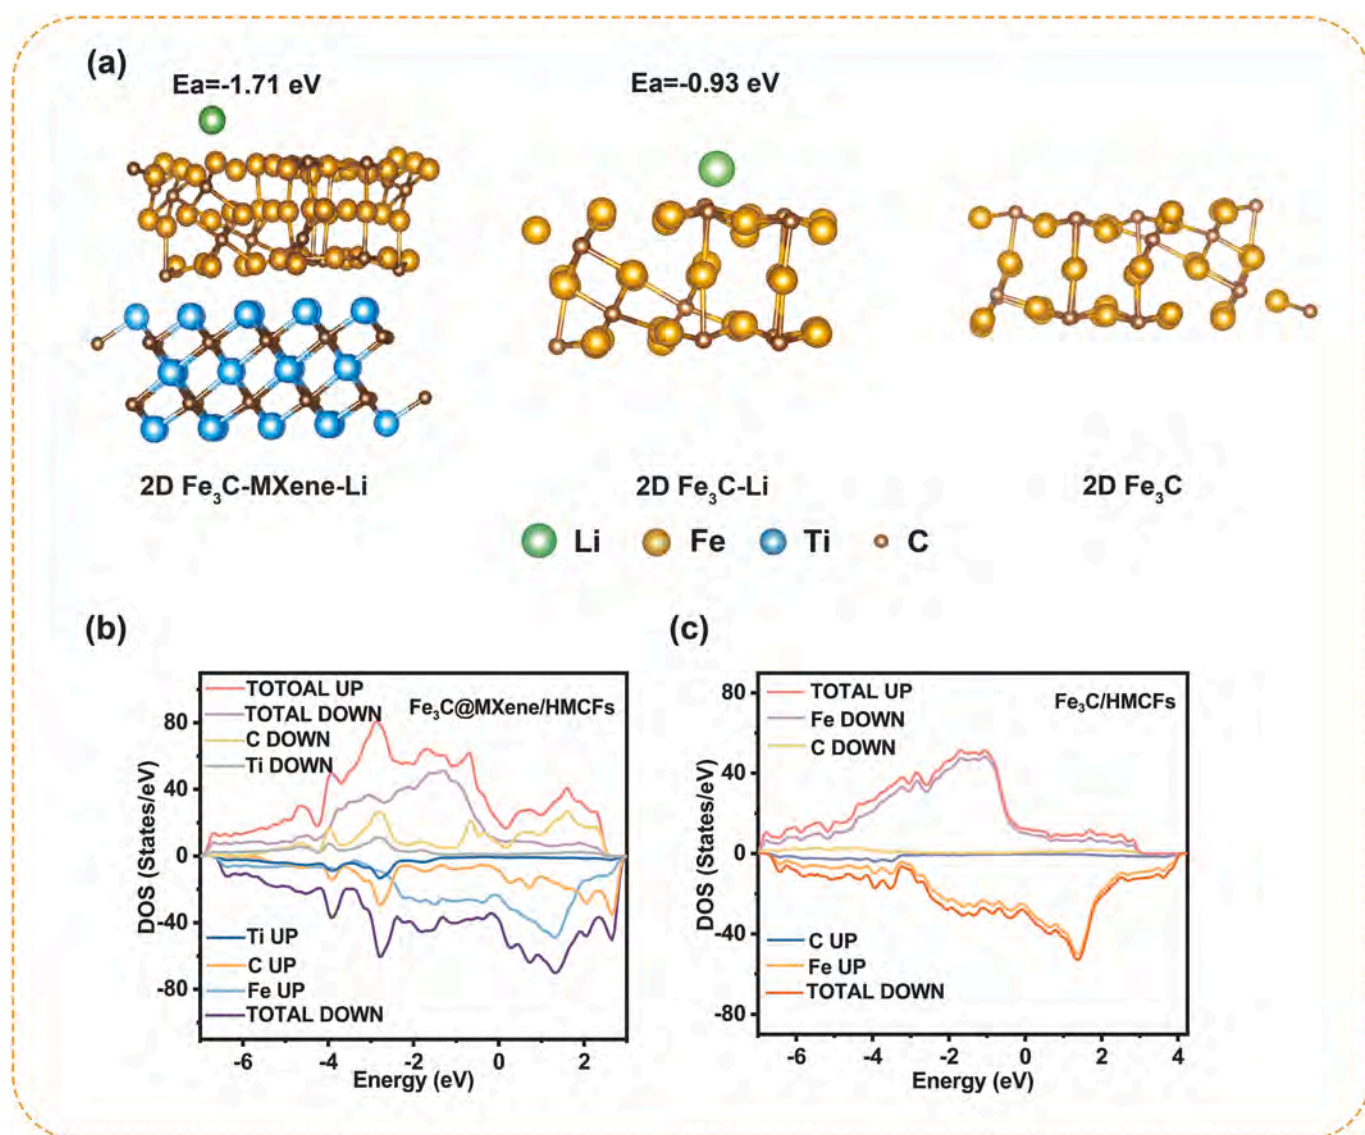 (a)
Ea=-1.71 eV
Ea=-0.93 eV
2D Fe₃C-MXene-Li
2D Fe₃C-Li
2D Fe₃C
Li Fe Ti C
(b)
DOS (States/eV)
80
40
0
-40
-80
TOTOAL UP
TOTAL DOWN
C DOWN
Ti DOWN
Fe₃C@MXene/HMCFs
Ti UP
C UP
Fe UP
TOTAL DOWN
-6 -4 -2 0 2
Energy (eV)
(c)
DOS (States/eV)
80
40
0
-40
-80
TOTAL UP
Fe DOWN
C DOWN
Fe₃C/HMCFs
C UP
Fe UP
TOTAL DOWN
-6 -4 -2 0 2 4
Energy (eV)